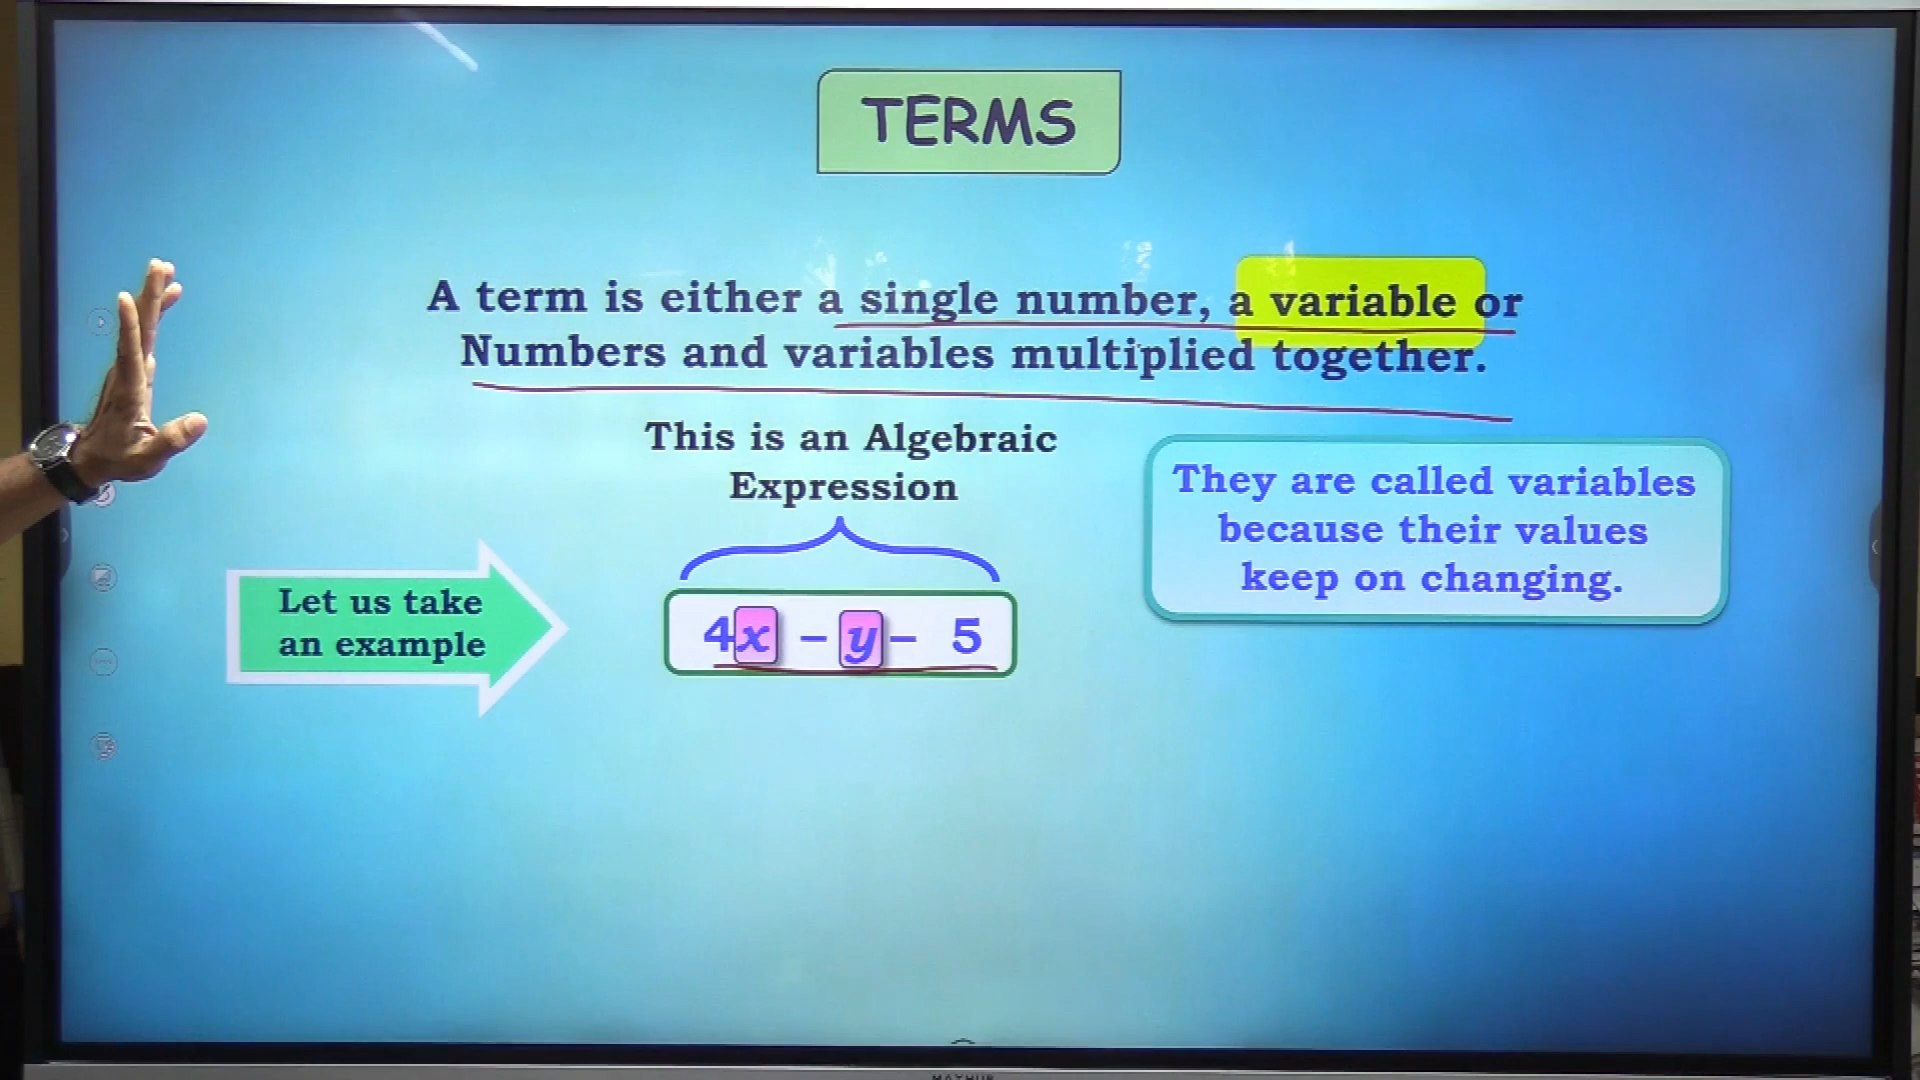 TERMS
A term is either a single number, a variable or
Numbers and variables multiplied together.
This is an Algebraic
Expression
They are called variables
because their values
keep on changing.
Let us take
an example
4x – y – 5